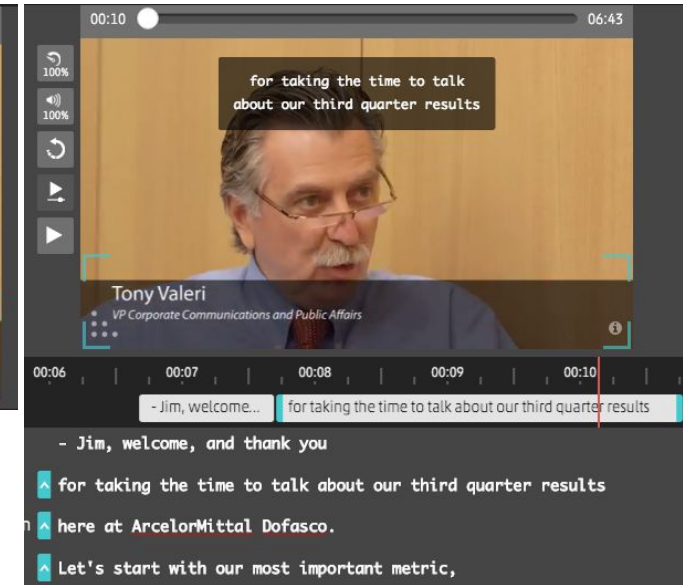 00:10 06:43
for taking the time to talk
about our third quarter results
100%
100%
Tony Valeri
VP Corporate Communications and Public Affairs
00:06 00:07 00:08 00:09 00:10
- Jim, welcome... for taking the time to talk about our third quarter results
- Jim, welcome, and thank you
for taking the time to talk about our third quarter results
here at ArcelorMittal Dofasco.
Let's start with our most important metric,